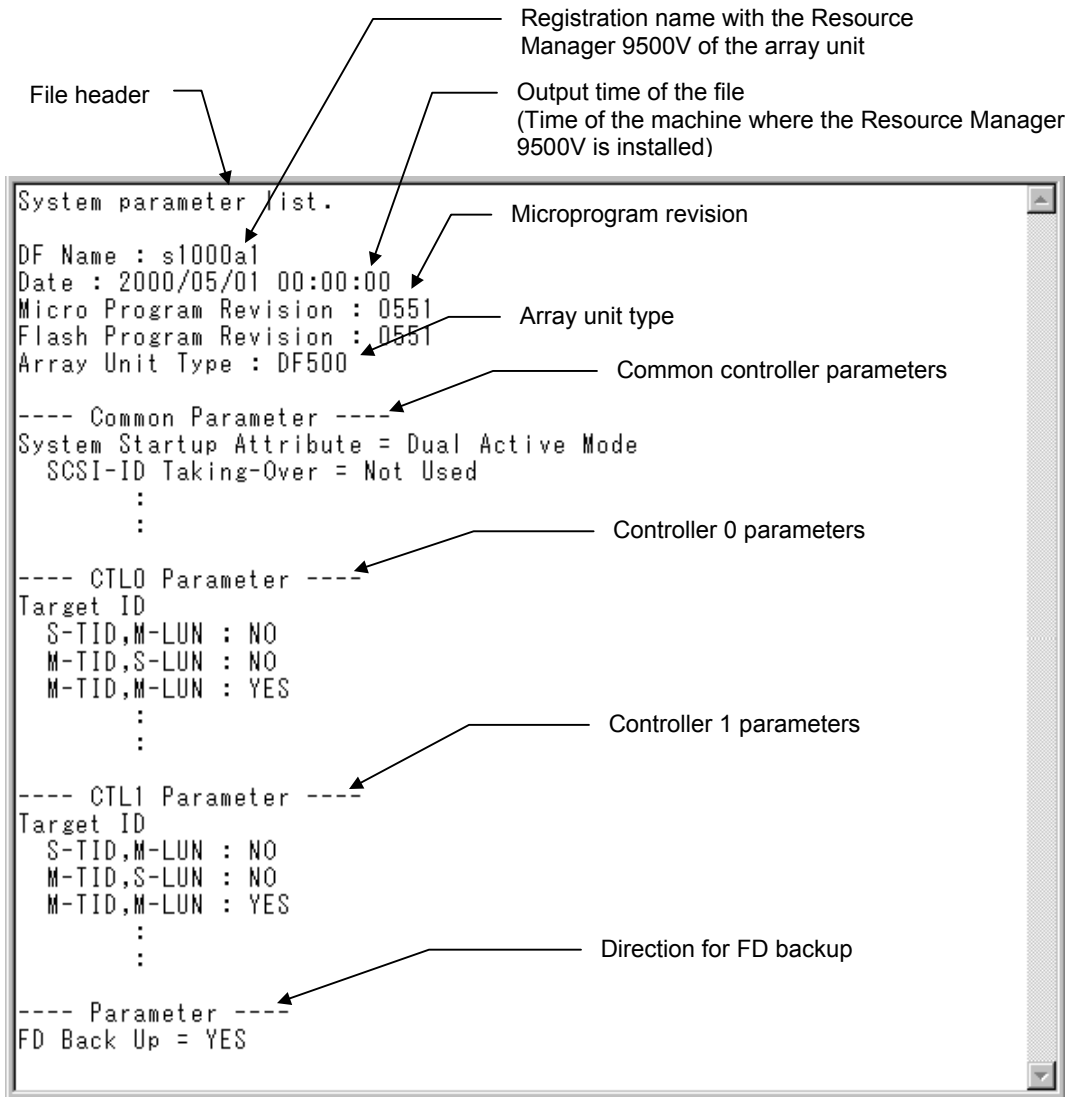 Registration name with the Resource
Manager 9500V of the array unit
File header
Output time of the file
(Time of the machine where the Resource Manager
9500V is installed)
System parameter list.
Microprogram revision
DF Name : s1000a1
Date : 2000/05/01 00:00:00
Micro Program Revision : 0551
Flash Program Revision : 0551
Array unit type
Array Unit Type : DF500
Common controller parameters
---- Common Parameter ----
System Startup Attribute = Dual Active Mode
SCSI-ID Taking-Over = Not Used
:
:
Controller 0 parameters
---- CTL0 Parameter ----
Target ID
S-TID,M-LUN : NO
M-TID,S-LUN : NO
M-TID,M-LUN : YES
:
:
Controller 1 parameters
---- CTL1 Parameter ----
Target ID
S-TID,M-LUN : NO
M-TID,S-LUN : NO
M-TID,M-LUN : YES
:
:
Direction for FD backup
---- Parameter ----
FD Back Up = YES